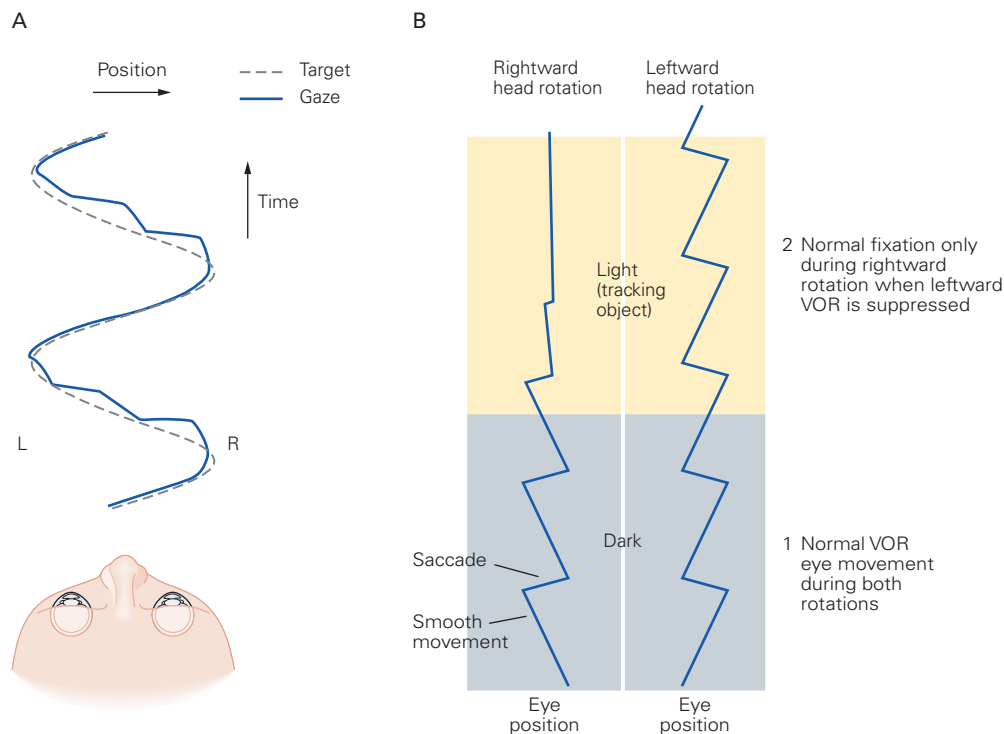 A
Position
Target
Gaze
Time
L
R
B
Rightward
head rotation
Leftward
head rotation
Light
(tracking
object)
2 Normal fixation only
during rightward
rotation when leftward
VOR is suppressed
Dark
Saccade
Smooth
movement
1 Normal VOR
eye movement
during both
rotations
Eye
position
Eye
position